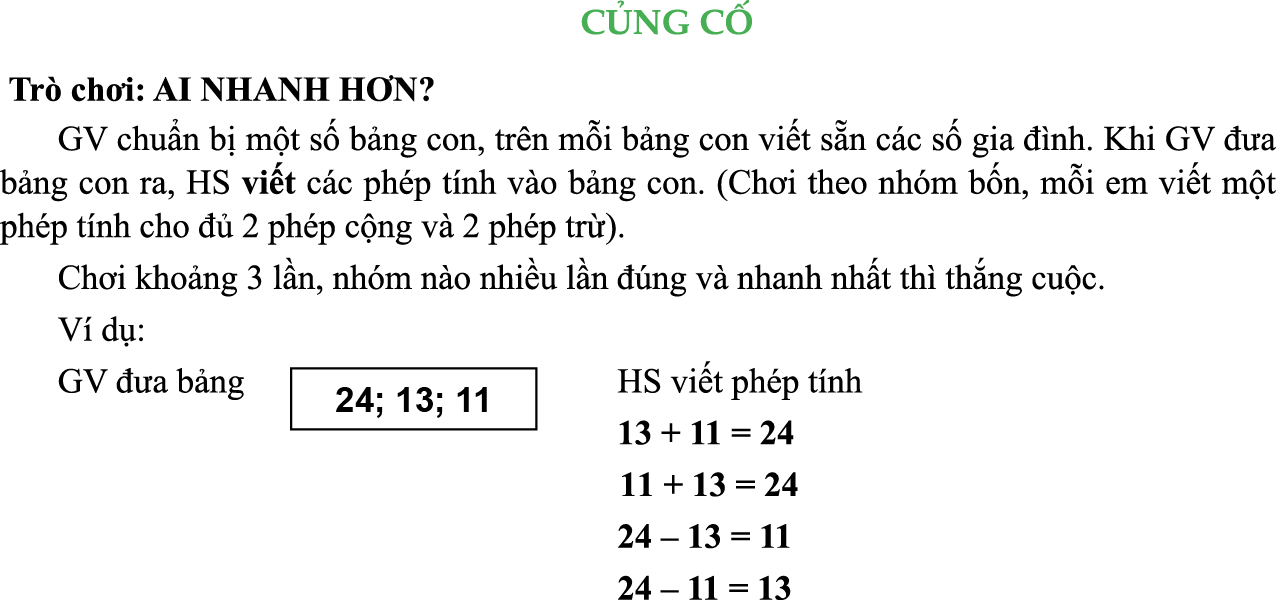 CỦNG CỐ
Trò chơi: AI NHANH HƠN?
GV chuẩn bị một số bảng con, trên mỗi bảng con viết sẵn các số gia đình. Khi GV đưa
bảng con ra, HS viết các phép tính vào bảng con. (Chơi theo nhóm bốn, mỗi em viết một
phép tính cho đủ 2 phép cộng và 2 phép trừ).
Chơi khoảng 3 lần, nhóm nào nhiều lần đúng và nhanh nhất thì thắng cuộc.
Ví dụ:
GV đưa bảng
24; 13; 11
HS viết phép tính
13 + 11 = 24
11 + 13 = 24
24 – 13 = 11
24 – 11 = 13